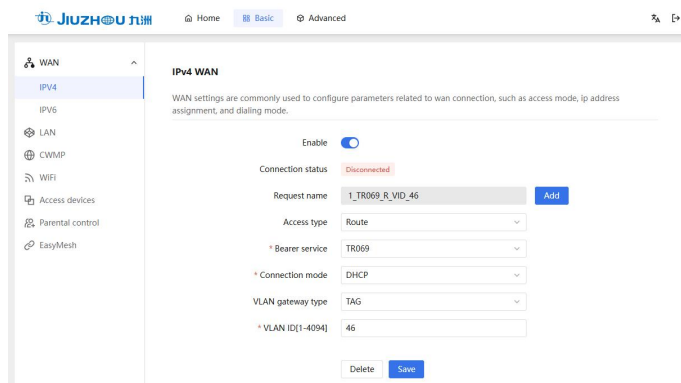 JIUZHOU 九洲
Home
Basic
Advanced
WAN
IPV4
IPV6
LAN
CWMP
WiFi
Access devices
Parental control
EasyMesh
IPv4 WAN
WAN settings are commonly used to configure parameters related to wan connection, such as access mode, ip address
assignment, and dialing mode.
Enable
Connection status Disconnected
Request name 1_TR069_R_VID_46 Add
Access type Route
* Bearer service TR069
* Connection mode DHCP
VLAN gateway type TAG
* VLAN ID[1-4094] 46
Delete Save